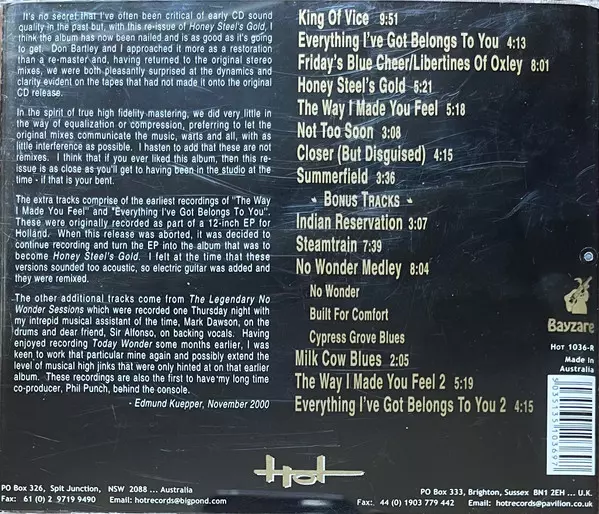 It's no secret that I've often been critical of early CD sound
quality in the past but, with this re-issue of Honey Steel's Gold, I
think the album has now been nailed and is as good as it's going
to get. Don Bartley and I approached it more as a restoration
than a re-master and, having returned to the original stereo
mixes, we were both pleasantly surprised at the dynamics and
clarity evident on the tapes that had not made it onto the original
CD release.
In the spirit of true high fidelity mastering, we did very little in
the way of equalization or compression, preferring to let the
original mixes communicate the music, warts and all, with as
little interference as possible. I hasten to add that these are not
remixes. I think that if you ever liked this album, then this re-
issue is as close as you'll get to having been in the studio at the
time - if that is your bent.
The extra tracks comprise of the earliest recordings of "The Way
I Made You Feel" and "Everything I've Got Belongs To You".
These were originally recorded as part of a 12-inch EP for
Holland. When this release was aborted, it was decided to
continue recording and turn the EP into the album that was to
become Honey Steel's Gold. I felt at the time that these
versions sounded too acoustic, so electric guitar was added and
they were remixed.
The other additional tracks come from The Legendary No
Wonder Sessions which were recorded one Thursday night with
my intrepid musical assistant of the time, Mark Dawson, on the
drums and dear friend, Sir Alfonso, on backing vocals. Having
enjoyed recording Today Wonder some months earlier, I was
keen to work that particular mine again and possibly extend the
level of musical high jinks that were only hinted at on that earlier
album. These recordings are also the first to have my long time
co-producer, Phil Punch, behind the console.
- Edmund Kuepper, November 2000
King Of Vice 9:51
Everything I've Got Belongs To You 4:13
Friday's Blue Cheer/Libertines Of Oxley 8:01
Honey Steel's Gold 5:21
The Way I Made You Feel 5:18
Not Too Soon 3:08
Closer (But Disguised) 4:15
Summerfield 3:36
Bonus Tracks
Indian Reservation 3:07
Steamtrain 7:39
No Wonder Medley 8:04
No Wonder
Built For Comfort
Cypress Grove Blues
Milk Cow Blues 2:05
The Way I Made You Feel 2 5:19
Everything I've Got Belongs To You 2 4:15
Bayzare
Hot 1036-R
Made In
Australia
5035135103697
Hot
PO Box 326, Spit Junction, NSW 2088 ... Australia
Fax: 61 (0) 2 9719 9490 Email: hotrecords@bigpond.com
PO Box 333, Brighton, Sussex BN1 2EH ... U.K.
Fax: 44 (0) 1903 779 442 Email: hotrecords@pavilion.co.uk